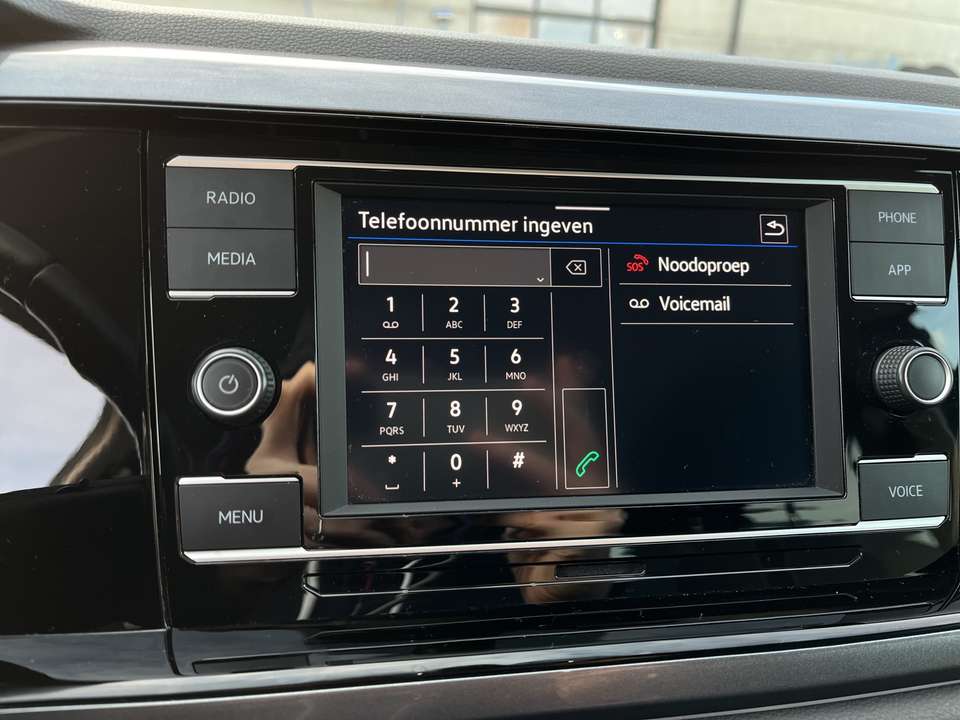 RADIO
MEDIA
MENU
Telefoonnummer ingeven
1 2 3
ABC DEF
4 5 6
GHI JKL MNO
7 8 9
PQRS TUV WXYZ
* 0 #
+
SOS Noodoproep
Voicemail
PHONE
APP
VOICE